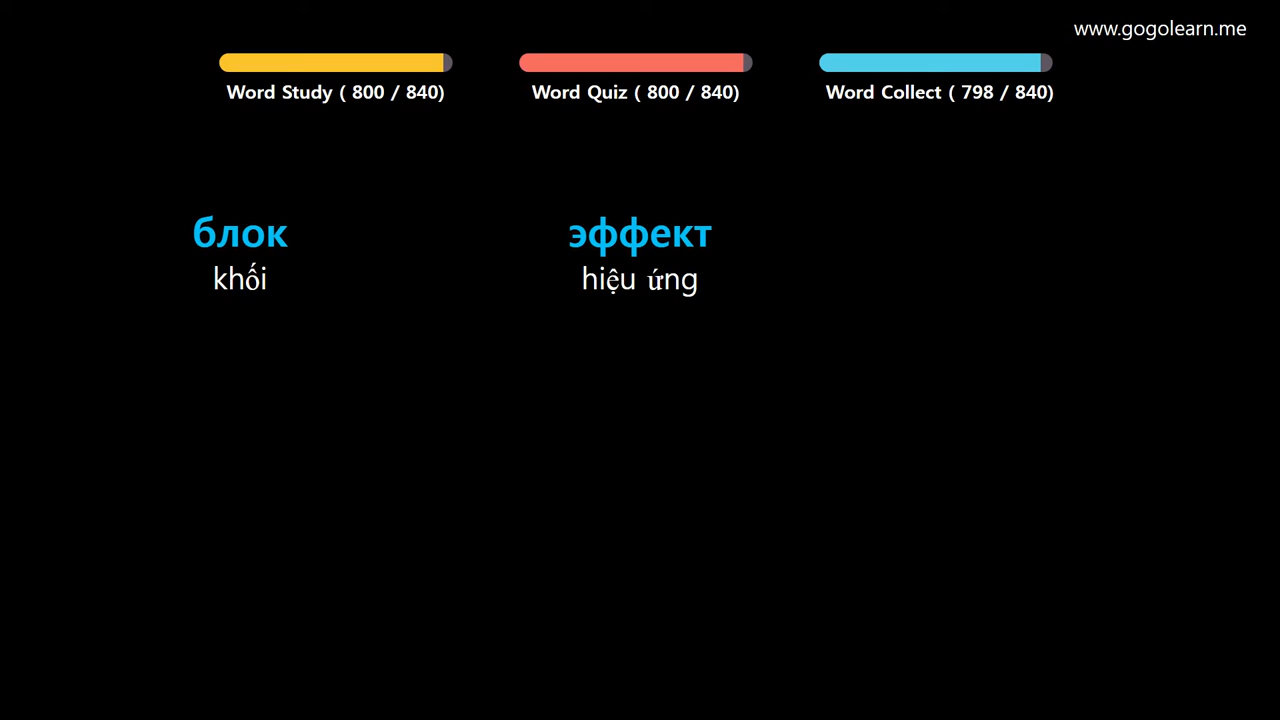 www.gogolearn.me
Word Study ( 800 / 840)
Word Quiz ( 800 / 840)
Word Collect ( 798 / 840)
блок
khối
эффект
hiệu ứng